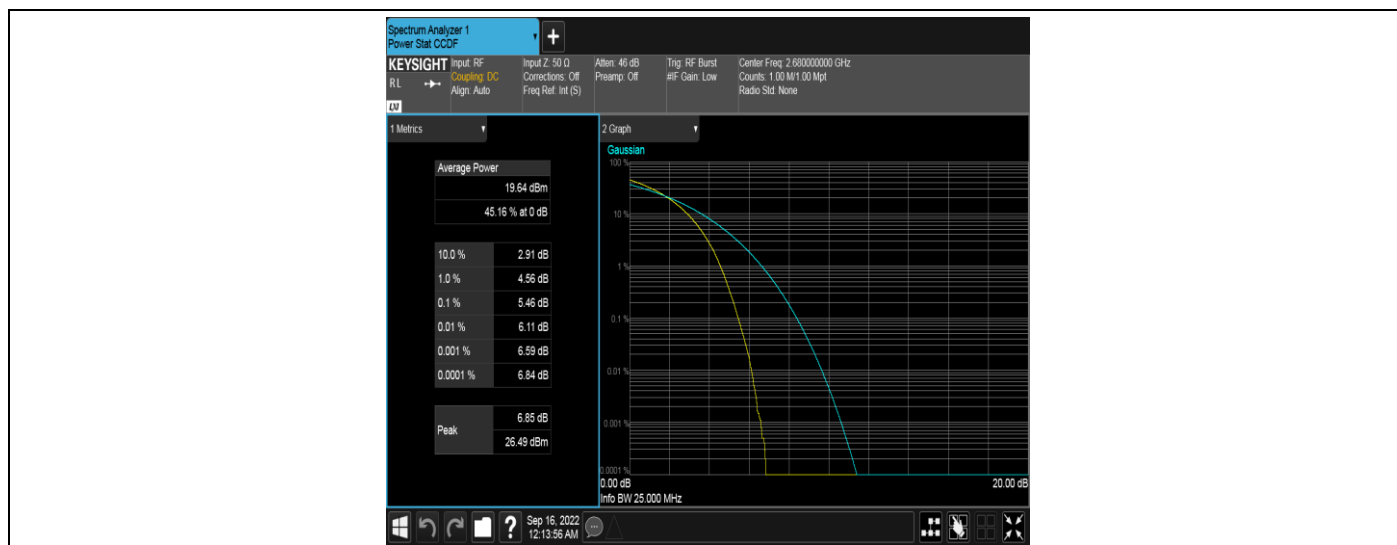 Spectrum Analyzer 1
Power Stat CCDF
+
KEYSIGHT
R L
LXI
Input: RF
Coupling: DC
Align: Auto
Input Z: 50 Ω
Corrections: Off
Freq Ref: Int (S)
Atten: 46 dB
Preamp: Off
Trig: RF Burst
#IF Gain: Low
Center Freq: 2.680000000 GHz
Counts: 1.00 M/1.00 Mpt
Radio Std: None
1 Metrics
Average Power
19.64 dBm
45.16 % at 0 dB
10.0 % 2.91 dB
1.0 % 4.56 dB
0.1 % 5.46 dB
0.01 % 6.11 dB
0.001 % 6.59 dB
0.0001 % 6.84 dB
Peak
6.85 dB
26.49 dBm
2 Graph
Gaussian
100 %
10 %
1 %
0.1 %
0.01 %
0.001 %
0.0001 %
0.00 dB 20.00 dB
Info BW 25.000 MHz
?
Sep 16, 2022
12:13:56 AM